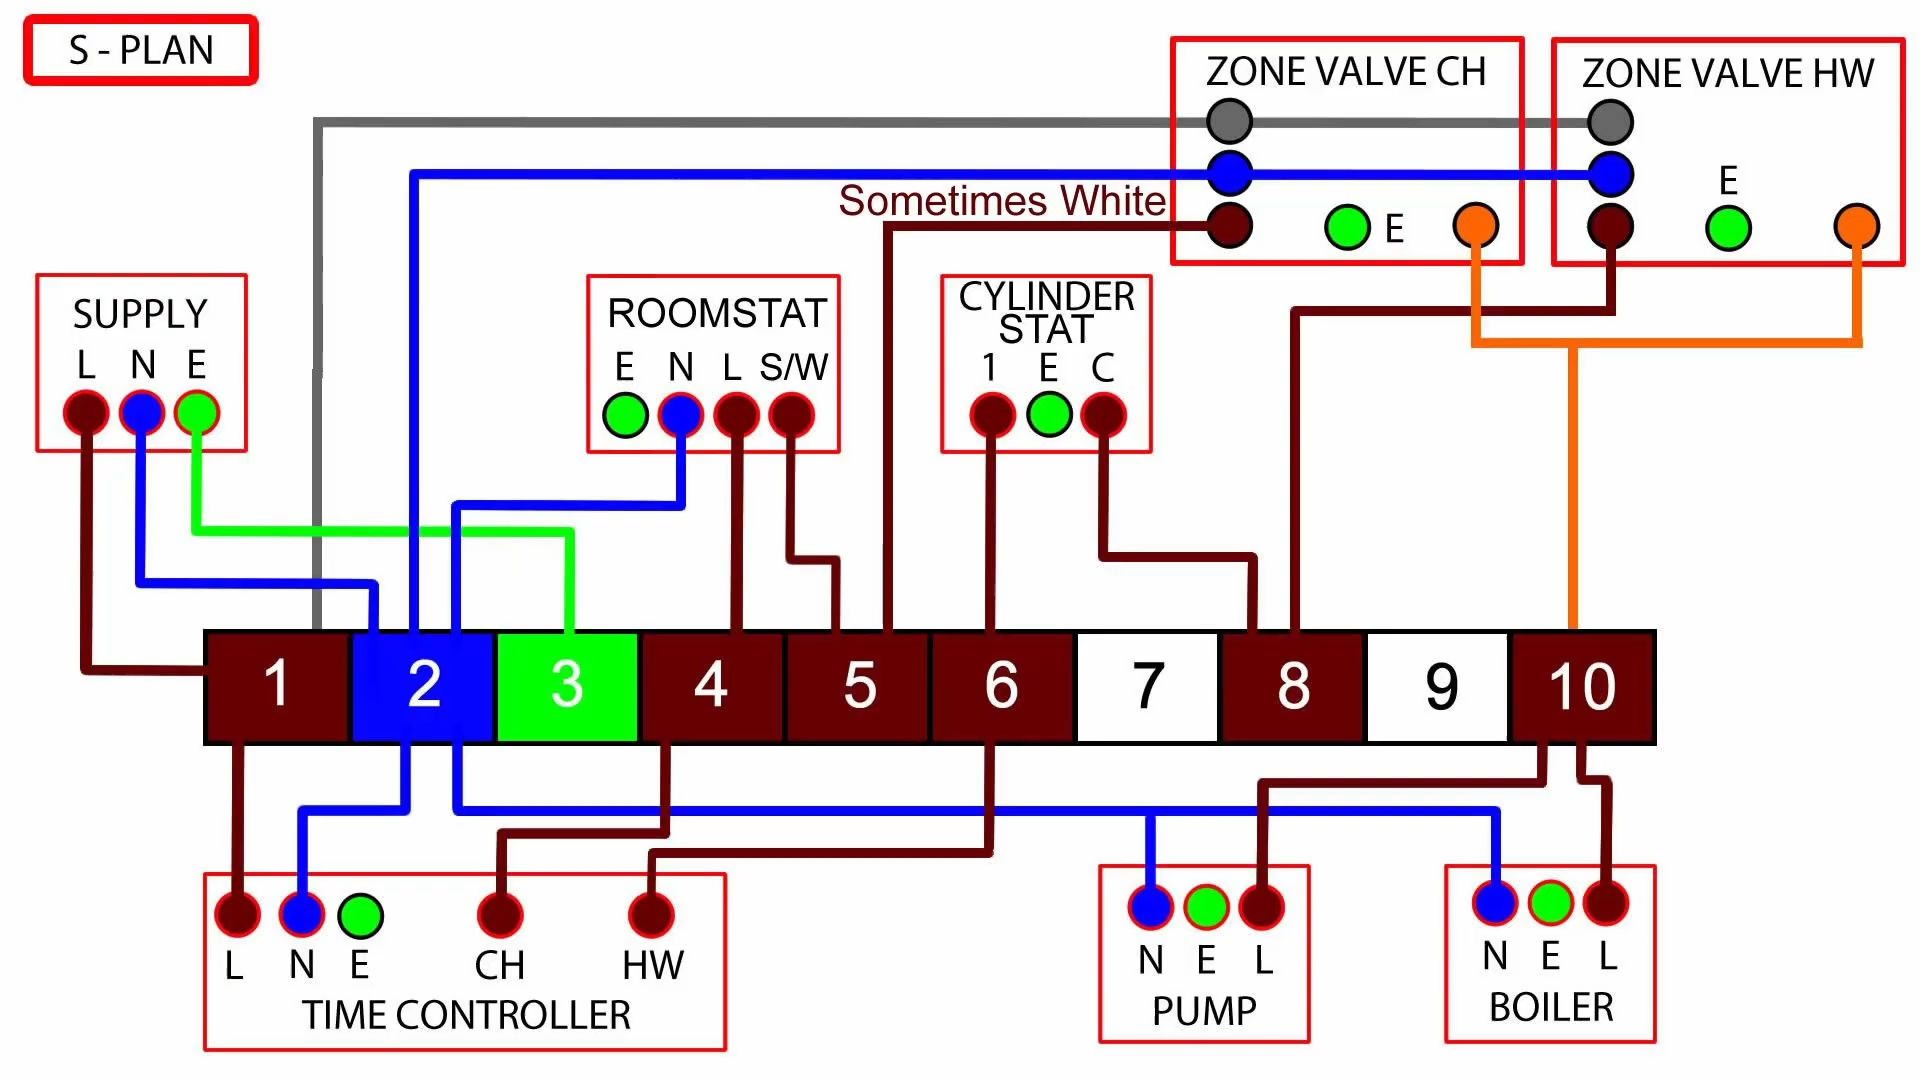 S - PLAN
ZONE VALVE CH
ZONE VALVE HW
E
Sometimes White
E
SUPPLY
L N E
ROOMSTAT
E N L S/W
CYLINDER
STAT
1 E C
1 2 3 4 5 6 7 8 9 10
L N E CH HW
TIME CONTROLLER
N E L
PUMP
N E L
BOILER